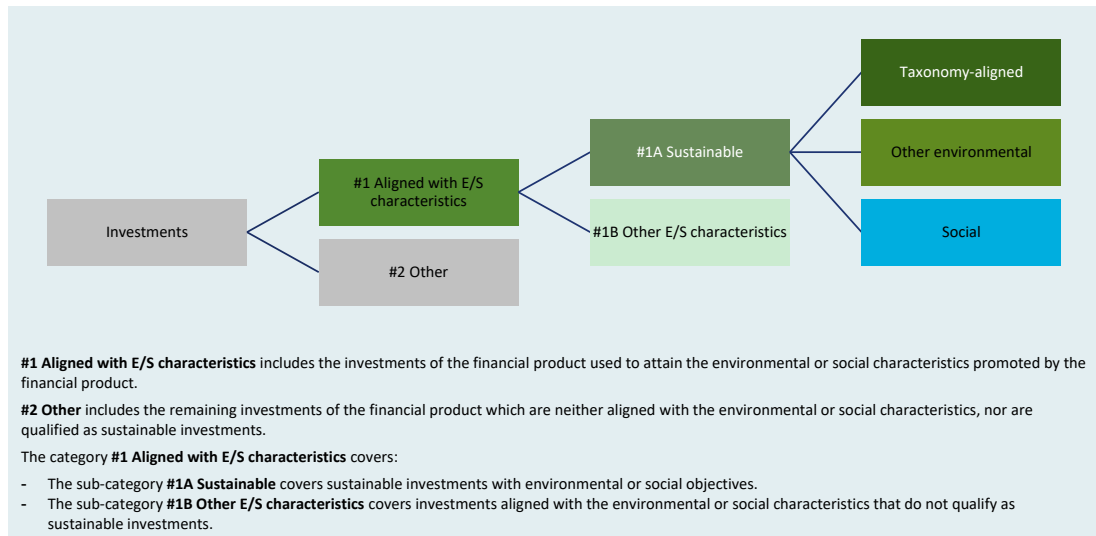 Taxonomy-aligned
#1A Sustainable
Other environmental
#1 Aligned with E/S
characteristics
Investments
#1B Other E/S characteristics
Social
#2 Other
#1 Aligned with E/S characteristics includes the investments of the financial product used to attain the environmental or social characteristics promoted by the
financial product.
#2 Other includes the remaining investments of the financial product which are neither aligned with the environmental or social characteristics, nor are
qualified as sustainable investments.
The category #1 Aligned with E/S characteristics covers:
- The sub-category #1A Sustainable covers sustainable investments with environmental or social objectives.
- The sub-category #1B Other E/S characteristics covers investments aligned with the environmental or social characteristics that do not qualify as
sustainable investments.